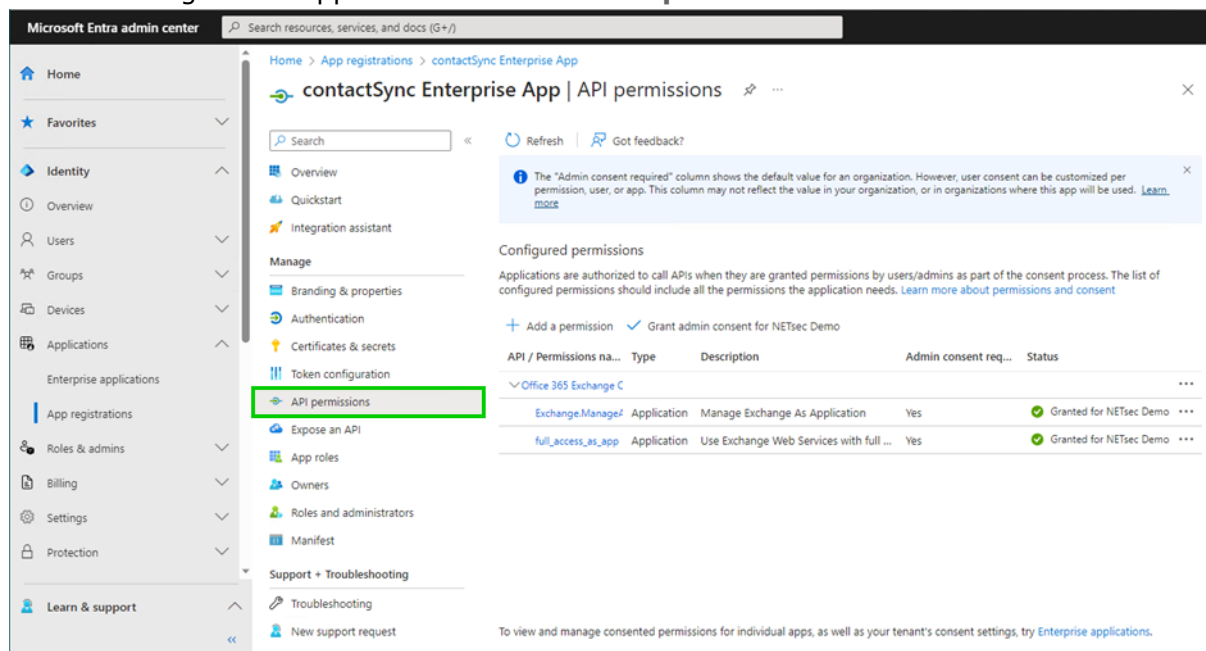 Microsoft Entra admin center
Search resources, services, and docs (G+/)
Home > App registrations > contactSync Enterprise App
contactSync Enterprise App | API permissions
Home
Favorites
Identity
Overview
Users
Groups
Devices
Applications
Enterprise applications
App registrations
Roles & admins
Billing
Settings
Protection
Learn & support
Search
Overview
Quickstart
Integration assistant
Manage
Branding & properties
Authentication
Certificates & secrets
Token configuration
API permissions
Expose an API
App roles
Owners
Roles and administrators
Manifest
Support + Troubleshooting
Troubleshooting
New support request
Refresh
Got feedback?
The "Admin consent required" column shows the default value for an organization. However, user consent can be customized per
permission, user, or app. This column may not reflect the value in your organization, or in organizations where this app will be used. Learn
more
Configured permissions
Applications are authorized to call APIs when they are granted permissions by users/admins as part of the consent process. The list of
configured permissions should include all the permissions the application needs. Learn more about permissions and consent
Add a permission Grant admin consent for NETsec Demo
API / Permissions na... Type Description Admin consent req... Status
Office 365 Exchange C
Exchange.Manage Application Manage Exchange As Application Yes Granted for NETsec Demo
full_access_as_app Application Use Exchange Web Services with full ... Yes Granted for NETsec Demo
To view and manage consented permissions for individual apps, as well as your tenant's consent settings, try Enterprise applications.